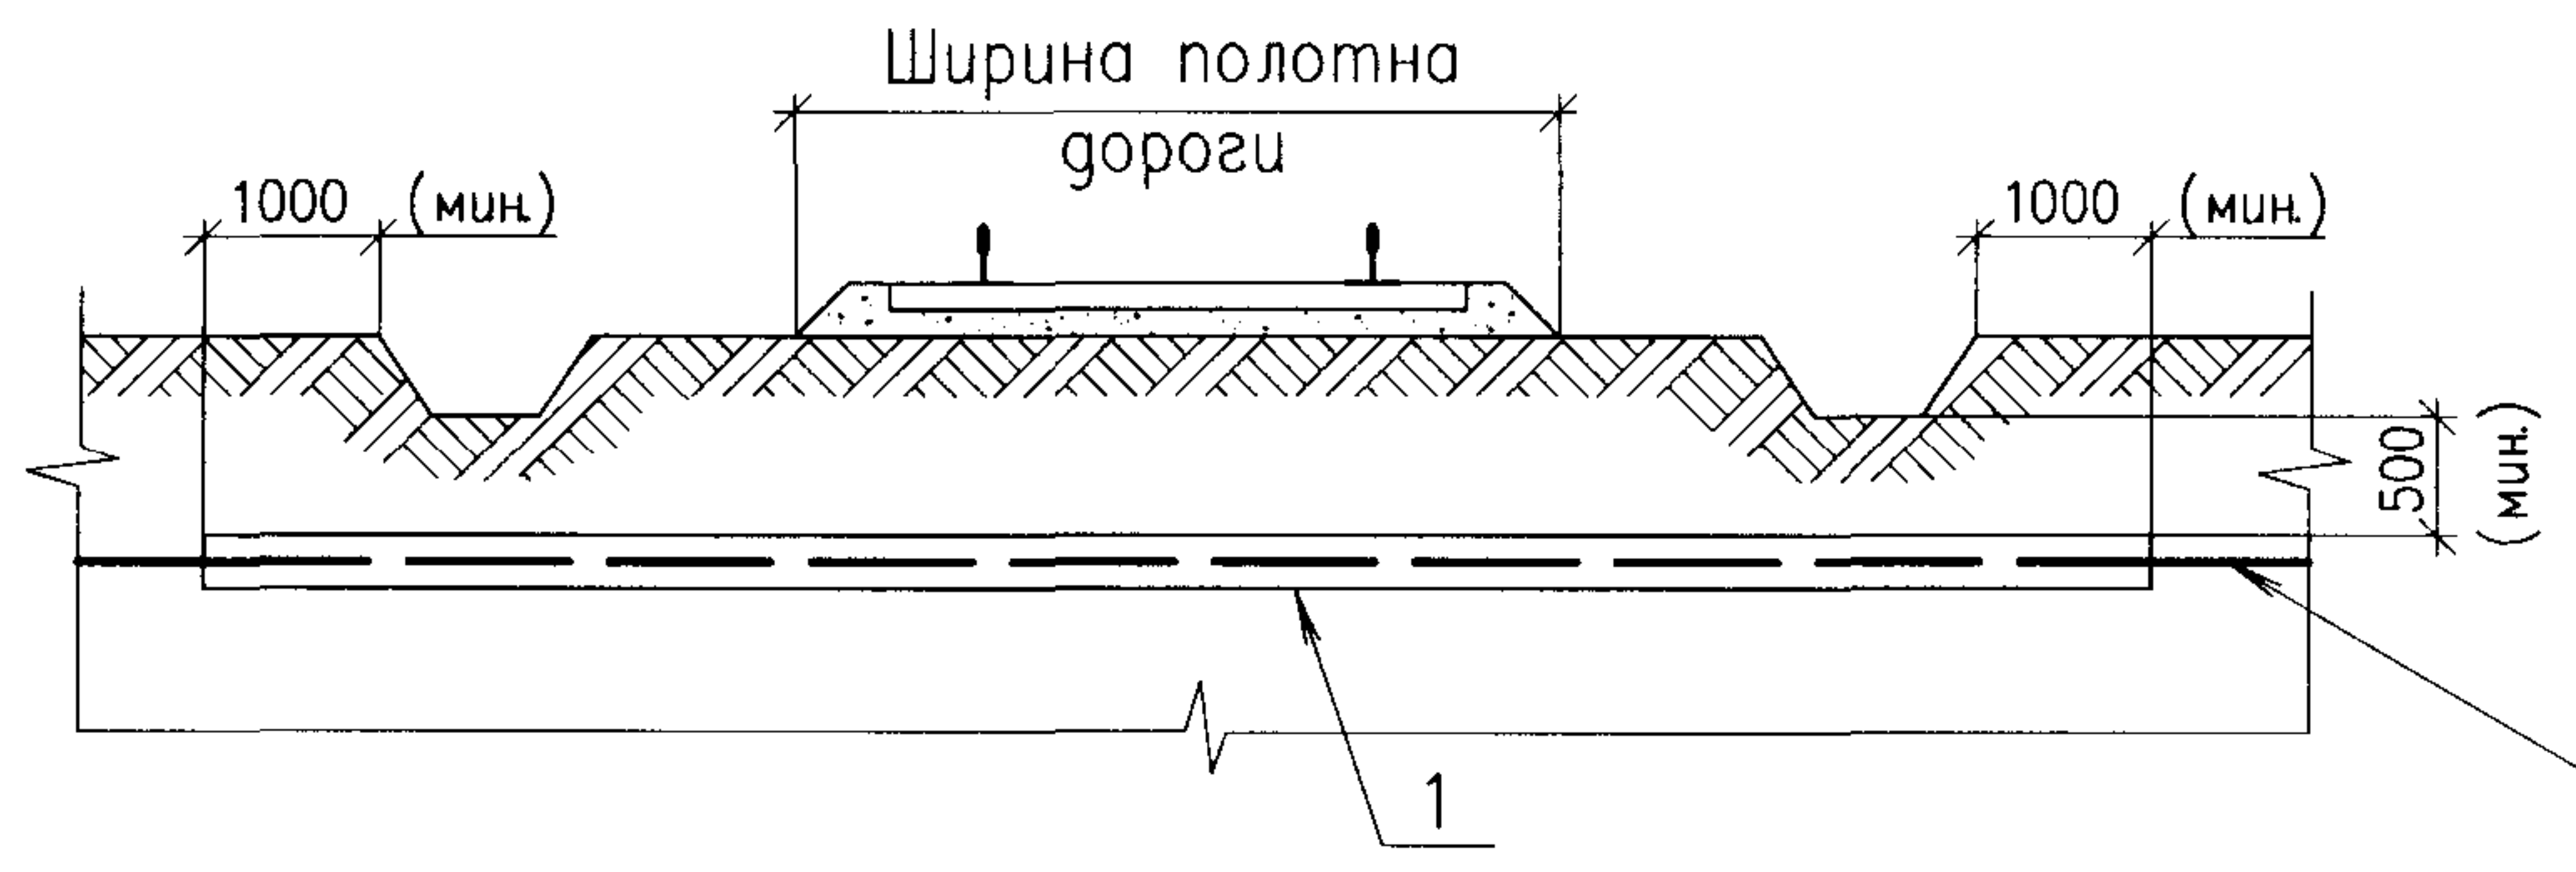 Ширина полотна
дороги
1000 (мин.)
1000 (мин.)
500
(мин.)
1